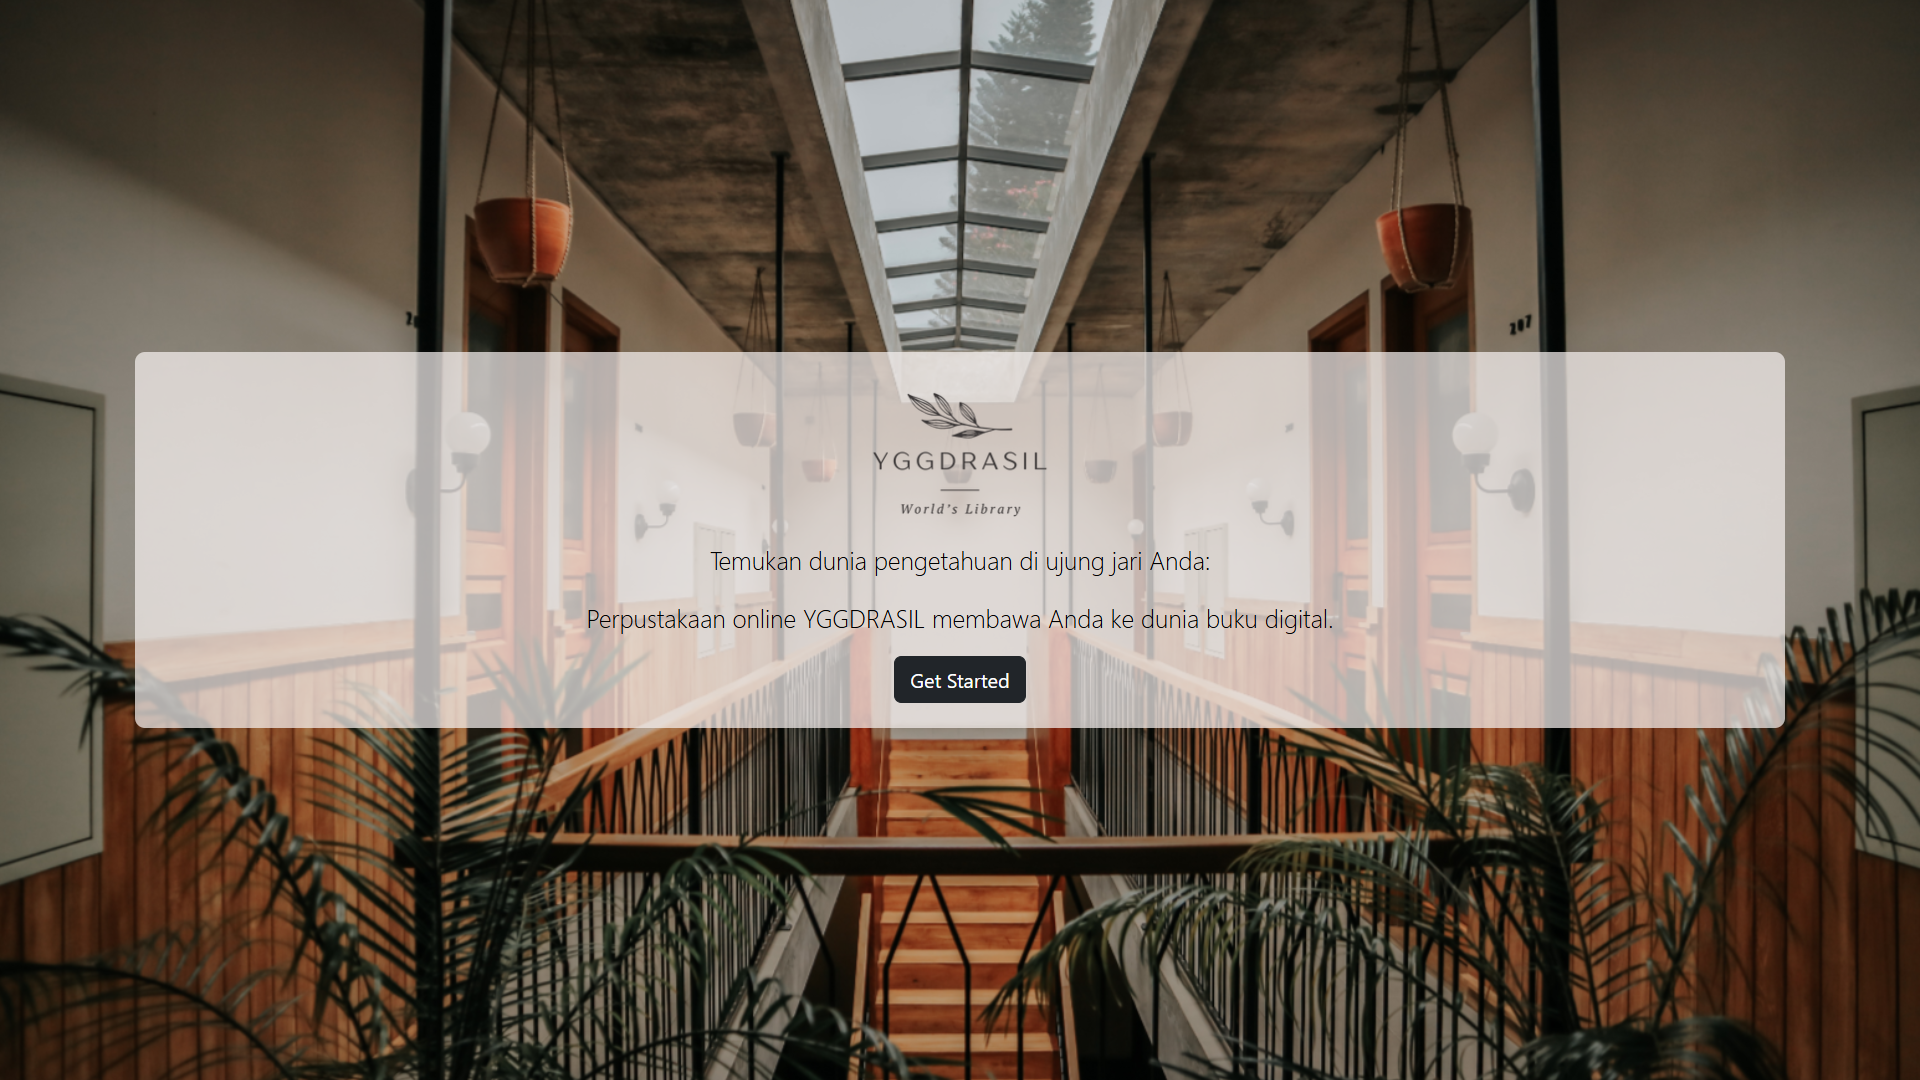 207
YGGDRASIL
World's Library
Temukan dunia pengetahuan di ujung jari Anda:
Perpustakaan online YGGDRASIL membawa Anda ke dunia buku digital.
Get Started